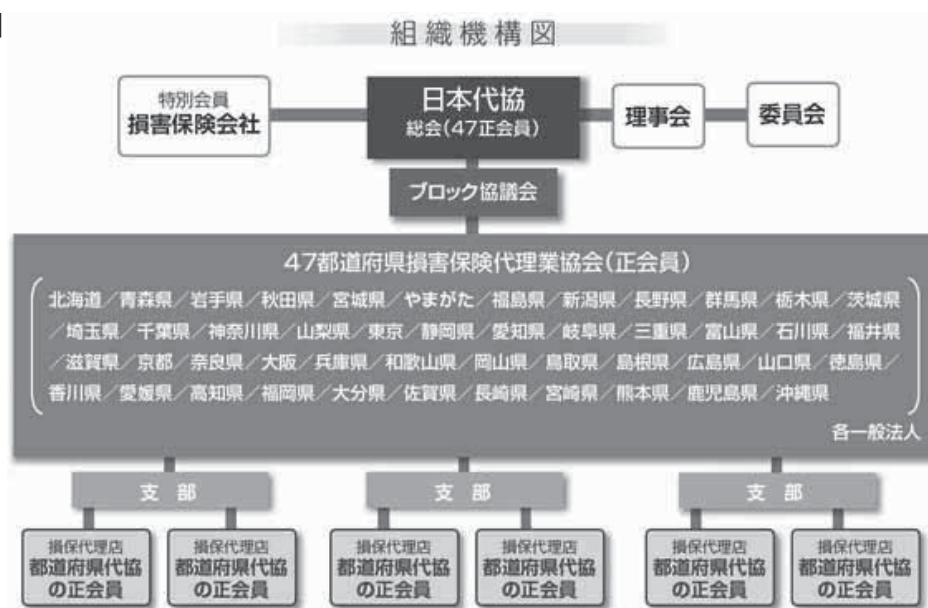 組織機構図
特別会員
損害保険会社
日本代協
総会(47正会員)
理事会
委員会
ブロック協議会
47都道府県損害保険代理業協会(正会員)
北海道／青森県／岩手県／秋田県／宮城県／やまがた／福島県／新潟県／長野県／群馬県／栃木県／茨城県
／埼玉県／千葉県／神奈川県／山梨県／東京／静岡県／愛知県／岐阜県／三重県／富山県／石川県／福井県
／滋賀県／京都／奈良県／大阪／兵庫県／和歌山県／岡山県／鳥取県／島根県／広島県／山口県／徳島県／
香川県／愛媛県／高知県／福岡県／大分県／佐賀県／長崎県／宮崎県／熊本県／鹿児島県／沖縄県
各一般法人
支部
支部
支部
損保代理店
都道府県代協
の正会員
損保代理店
都道府県代協
の正会員
損保代理店
都道府県代協
の正会員
損保代理店
都道府県代協
の正会員
損保代理店
都道府県代協
の正会員
損保代理店
都道府県代協
の正会員